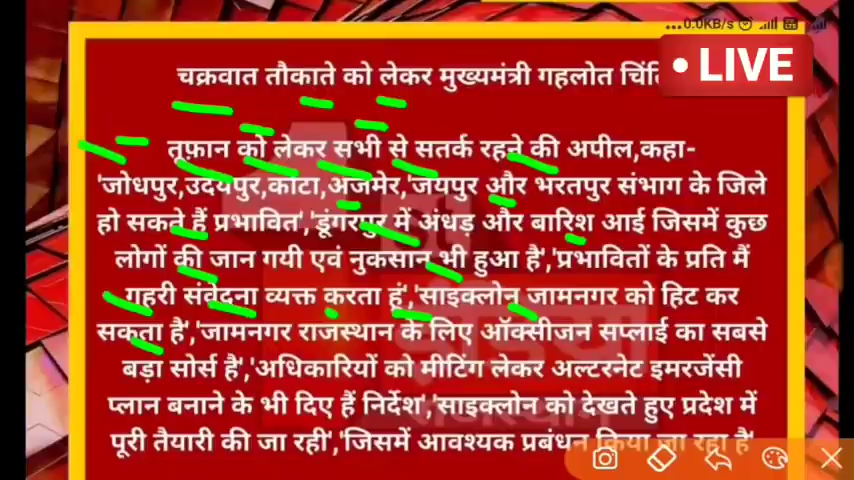 ...0.0KB/s
• LIVE
चक्रवात तौकाते को लेकर मुख्यमंत्री गहलोत
तूफ़ान को लेकर सभी से सतर्क रहने की अपील,कहा-
'जोधपुर,उदयपुर,कोटा,अजमेर,'जयपुर और भरतपुर संभाग के जिले
हो सकते हैं प्रभावित','डूंगरपुर में अंधड़ और बारिश आई जिसमें कुछ
लोगों की जान गयी एवं नुकसान भी हुआ है','प्रभावितों के प्रति मैं
गहरी संवेदना व्यक्त करता हूं','साइक्लोन जामनगर को हिट कर
सकता है','जामनगर राजस्थान के लिए ऑक्सीजन सप्लाई का सबसे
बड़ा सोर्स है','अधिकारियों को मीटिंग लेकर अल्टरनेट इमरजेंसी
प्लान बनाने के भी दिए हैं निर्देश','साइक्लोन को देखते हुए प्रदेश में
पूरी तैयारी की जा रही','जिसमें आवश्यक प्रबंधन किया जा रहा है'